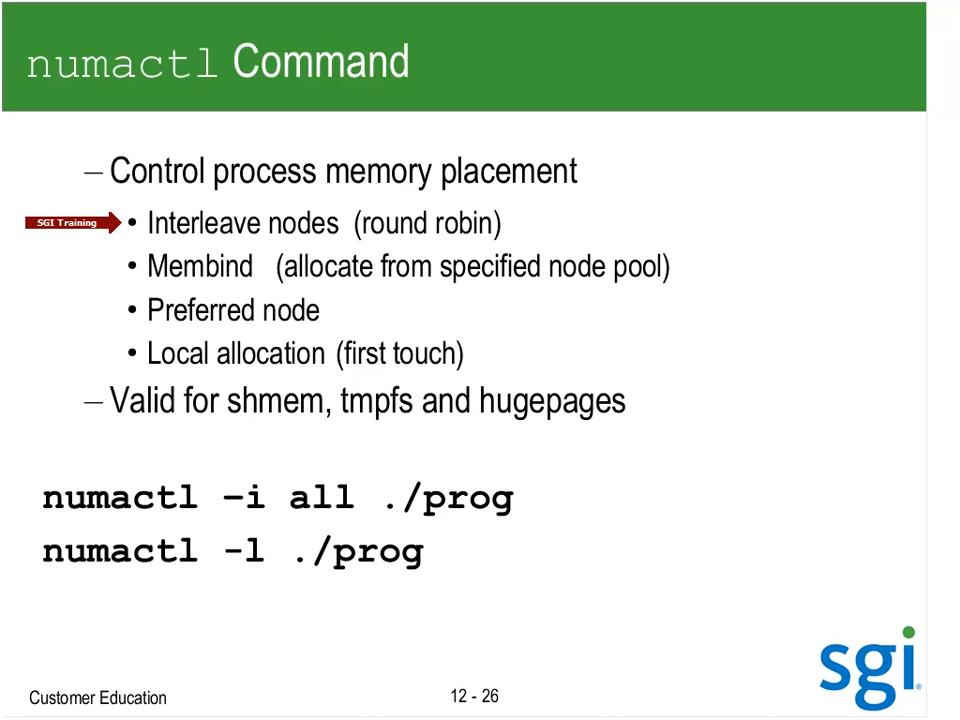 numactl Command
– Control process memory placement
SGI Training
• Interleave nodes (round robin)
• Membind (allocate from specified node pool)
• Preferred node
• Local allocation (first touch)
– Valid for shmem, tmpfs and hugepages
numactl –i all ./prog
numactl -l ./prog
sgi®
Customer Education
12 - 26